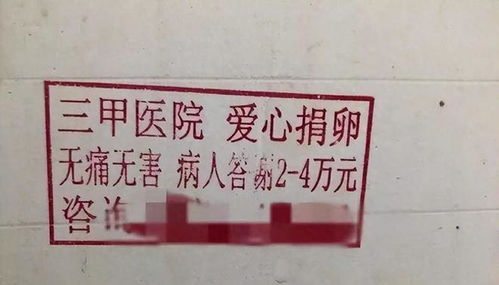 三甲医院 爱心捐卵
无痛无害 病人答谢2-4万元
咨询